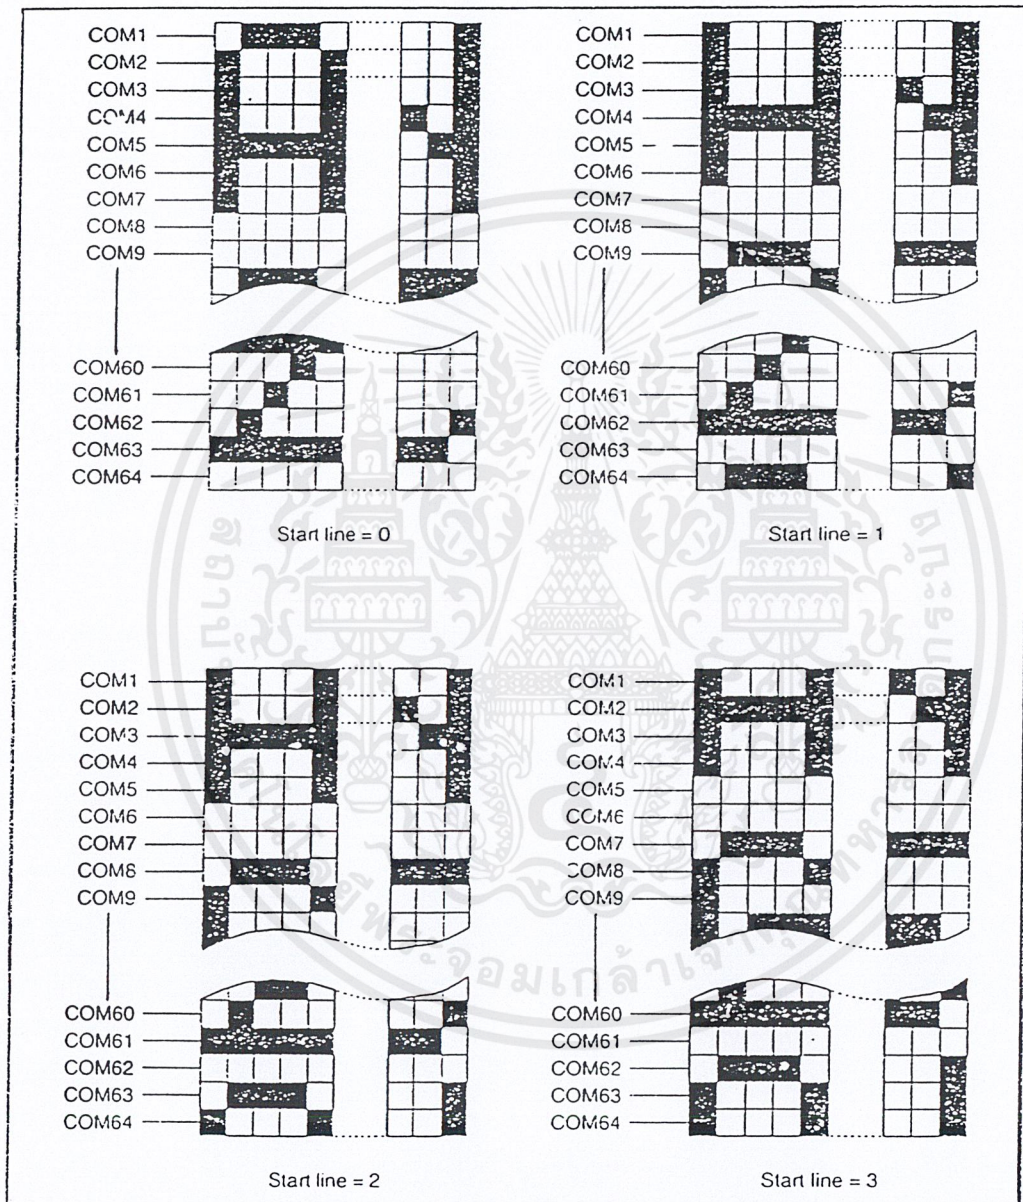 COM1
COM2
COM3
COM4
COM5
COM6
COM7
COM8
COM9
COM60
COM61
COM62
COM63
COM64
Start line = 0
COM1
COM2
COM3
COM4
COM5
COM6
COM7
COM8
COM9
COM60
COM61
COM62
COM63
COM64
Start line = 1
COM1
COM2
COM3
COM4
COM5
COM6
COM7
COM8
COM9
COM60
COM61
COM62
COM63
COM64
Start line = 2
COM1
COM2
COM3
COM4
COM5
COM6
COM7
COM8
COM9
COM60
COM61
COM62
COM63
COM64
Start line = 3